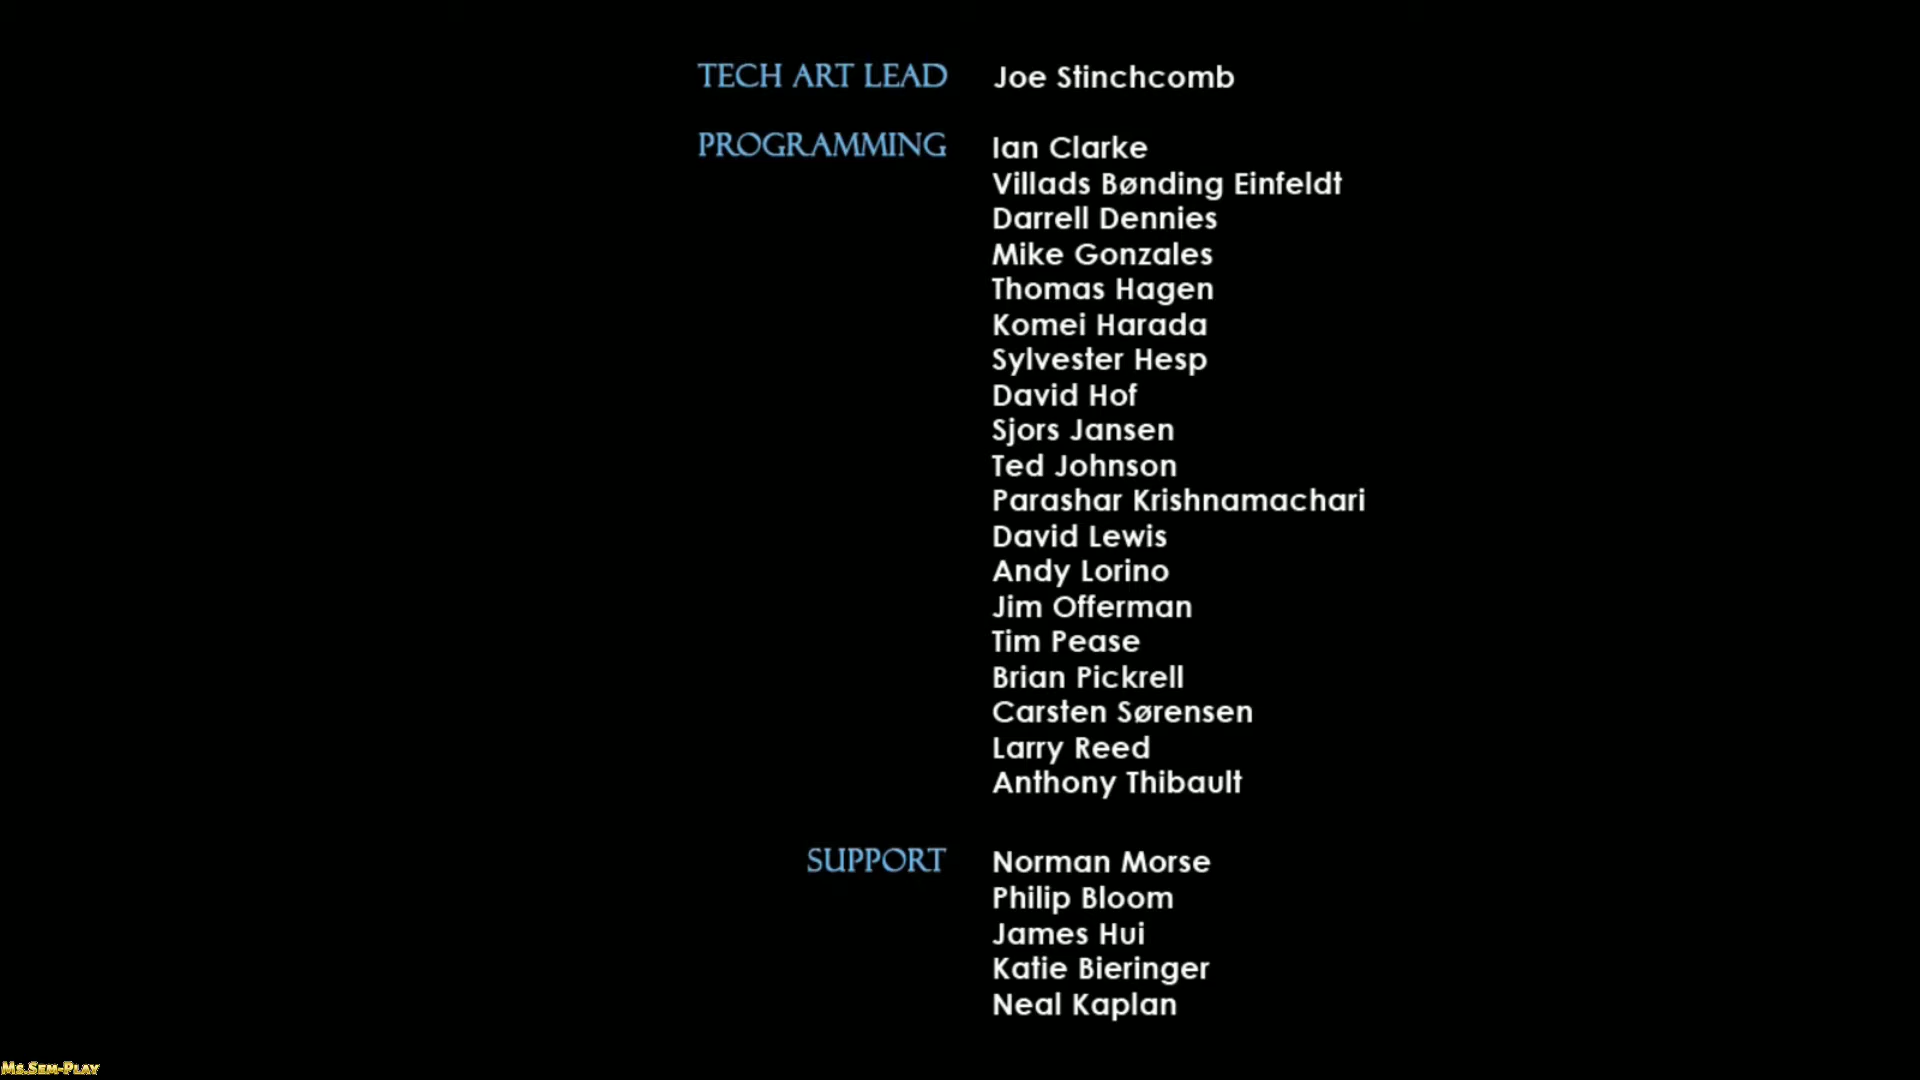 TECH ART LEAD Joe Stinchcomb
PROGRAMMING Ian Clarke
Villads Bønding Einfeldt
Darrell Dennies
Mike Gonzales
Thomas Hagen
Komei Harada
Sylvester Hesp
David Hof
Sjors Jansen
Ted Johnson
Parashar Krishnamachari
David Lewis
Andy Lorino
Jim Offerman
Tim Pease
Brian Pickrell
Carsten Sørensen
Larry Reed
Anthony Thibault
SUPPORT Norman Morse
Philip Bloom
James Hui
Katie Bieringer
Neal Kaplan
Ms.Sem-Play